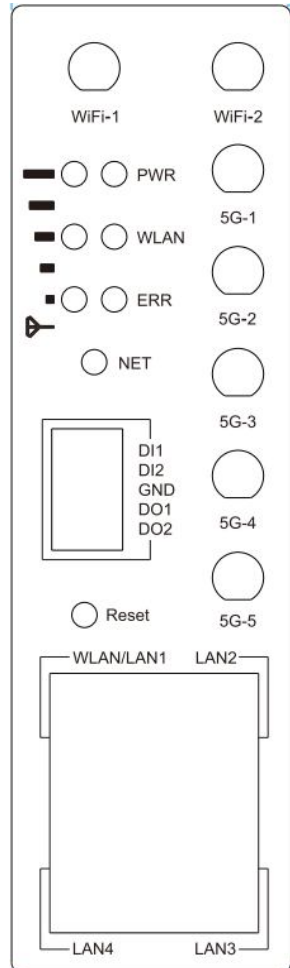 WiFi-1 WiFi-2
PWR
5G-1
WLAN
ERR
5G-2
NET
5G-3
DI1
DI2
GND
DO1
DO2
5G-4
Reset
5G-5
WLAN/LAN1 LAN2
LAN4 LAN3